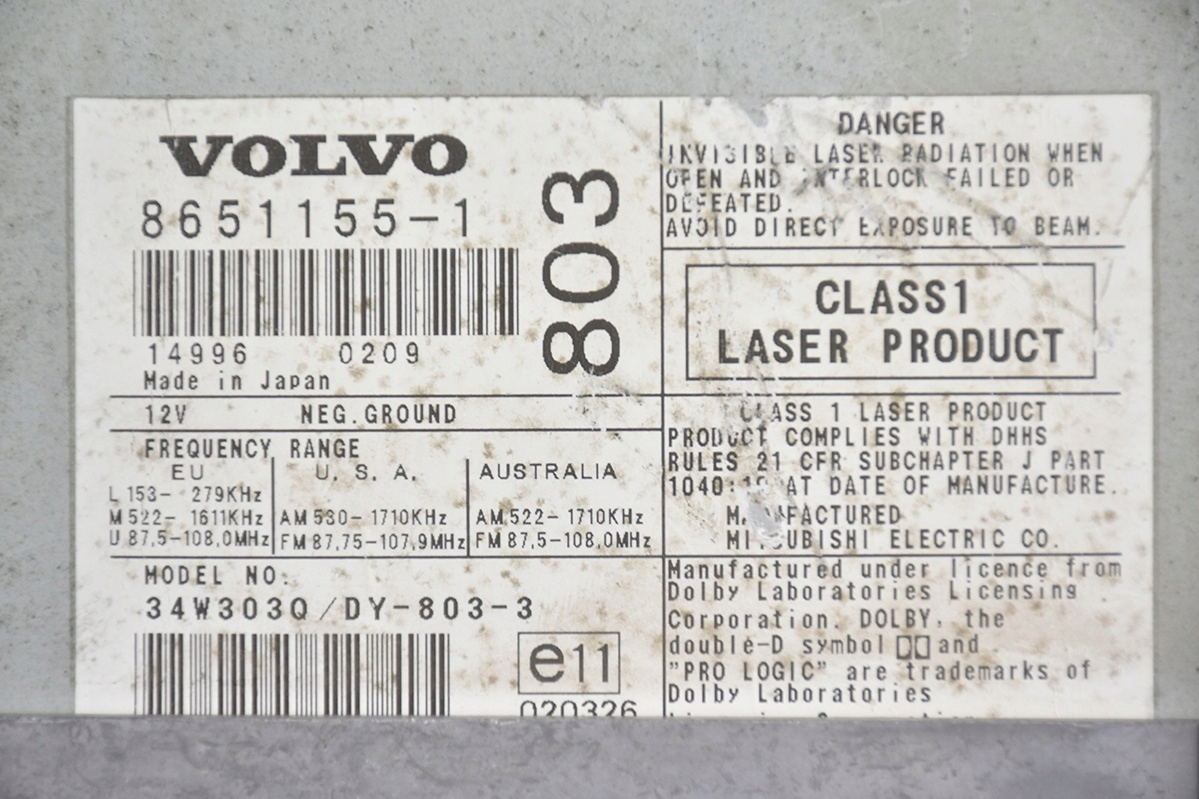 VOLVO
8651155-1
803
14996 0209
Made in Japan
12V NEG.GROUND
FREQUENCY RANGE
EU U.S.A. AUSTRALIA
L 153- 279KHz
M 522- 1611KHz AM 530-1710KHz AM 522- 1710KHz
U 87,5-108,0MHz FM 87,75-107,9MHz FM 87,5-108,0MHz
MODEL NO.
34W303Q/DY-803-3
e11
020326
DANGER
INVISIBLE LASER RADIATION WHEN
OPEN AND INTERLOCK FAILED OR
DEFEATED.
AVOID DIRECT EXPOSURE TO BEAM.
CLASS1
LASER PRODUCT
CLASS 1 LASER PRODUCT
PRODUCT COMPLIES WITH DHHS
RULES 21 CFR SUBCHAPTER J PART
AT DATE OF MANUFACTURE.
MANUFACTURED
MITSUBISHI ELECTRIC CO.
Manufactured under licence from
Dolby Laboratories Licensing
Corporation. DOLBY, the
double-D symbol and
"PRO LOGIC" are trademarks of
Dolby Laboratories